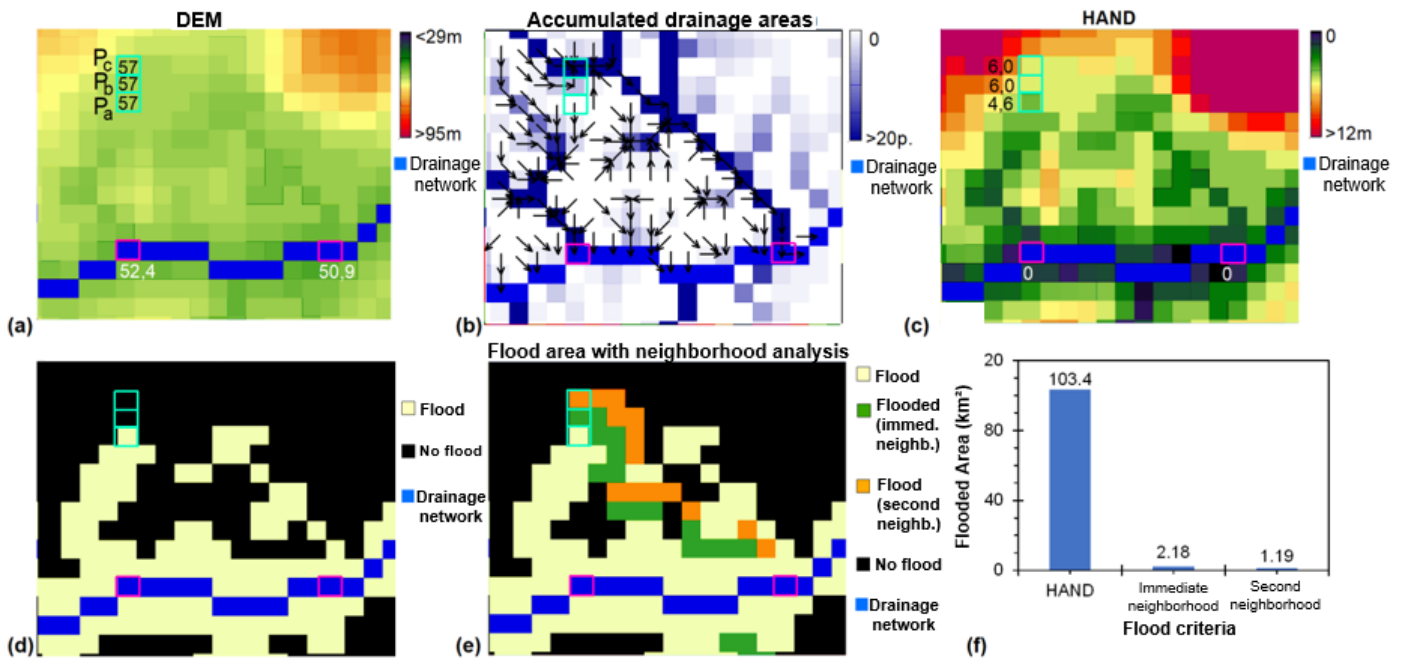 DEM
P_c 57
P_b 57
P_a 57
52,4
50,9
<29m
>95m
Drainage
network
(a)
Accumulated drainage areas
0
>20p.
Drainage
network
(b)
HAND
6,0
6,0
4,6
0
0
0
>12m
Drainage
network
(c)
Flood
No flood
Drainage
network
(d)
Flood area with neighborhood analysis
Flood
Flooded
(immed.
neighb.)
Flood
(second
neighb.)
No flood
Drainage
network
(e)
Flooded Area (km²)
20
80
40
0
103.4
2.18
1.19
HAND
Immediate
neighborhood
Second
neighborhood
Flood criteria
(f)